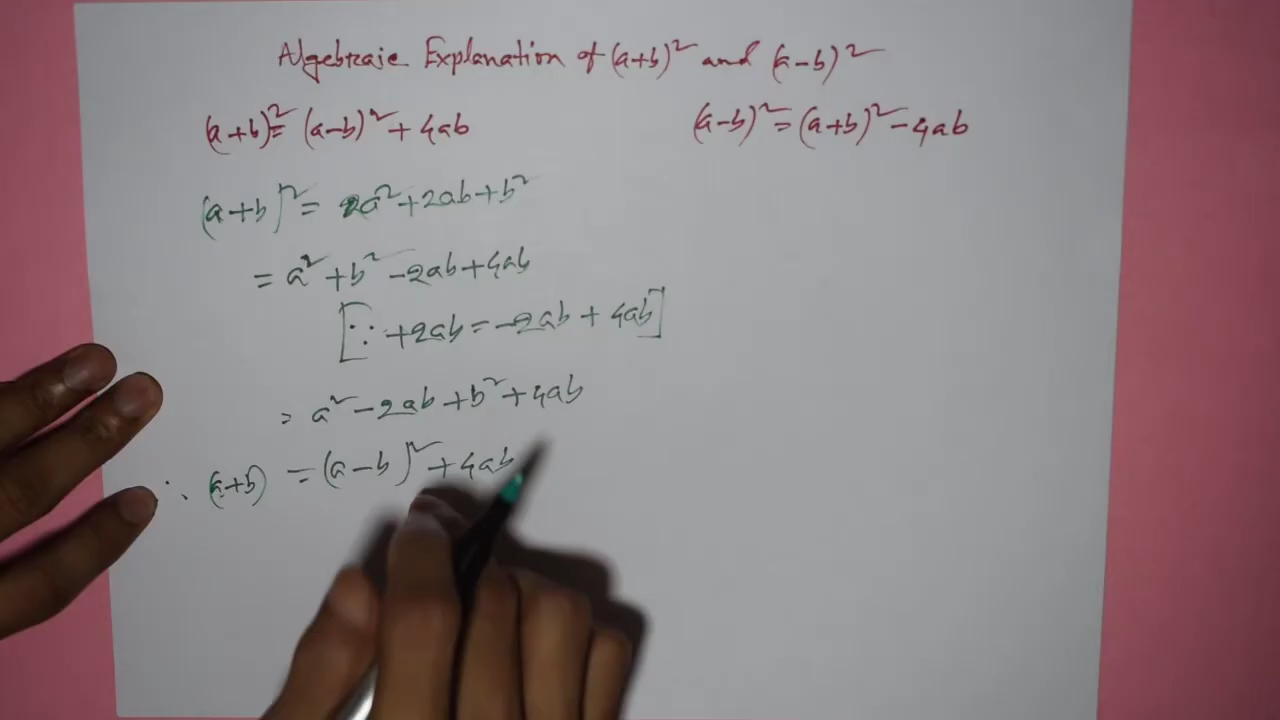 Algebraic Explanation of (a+b)² and (a-b)²
(a+b)² = (a-b)² + 4ab
(a-b)² = (a+b)² - 4ab
(a+b)² = a² + 2ab + b²
= a² + b² - 2ab + 4ab
[∵ +2ab = -2ab + 4ab]
= a² - 2ab + b² + 4ab
∴ (a+b) = (a-b)² + 4ab